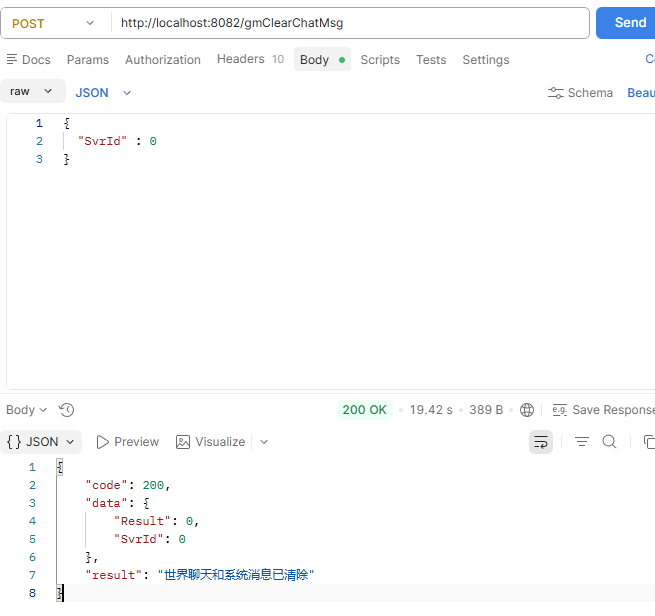 POST http://localhost:8082/gmClearChatMsg Send
Docs Params Authorization Headers 10 Body Scripts Tests Settings C
raw JSON Schema Beau
1 {
2 "SvrId" : 0
3 }
Body 200 OK 19.42 s 389 B e.g. Save Response
{} JSON Preview Visualize
1 {
2 "code": 200,
3 "data": {
4 "Result": 0,
5 "SvrId": 0
6 },
7 "result": "世界聊天和系统消息已清除"
8 }